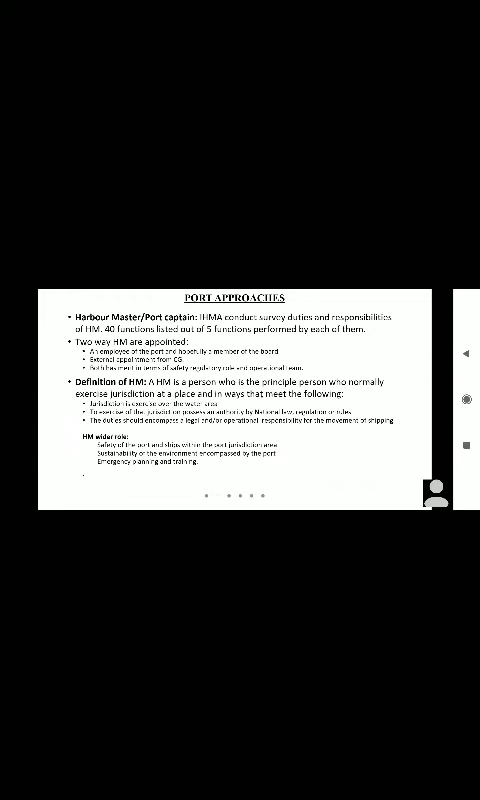 PORT APPROACHES
• Harbour Master/Port captain: IHMA conduct survey duties and responsibilities
of HM. 40 functions listed out of 5 functions performed by each of them.
• Two way HM are appointed:
• An employee of the port and hopefully a member of the board
• External appointment from CG.
• Both has merit in terms of safety regulatory role and operational team.
• Definition of HM: A HM is a person who is the principle person who normally
exercise jurisdiction at a place and in ways that meet the following:
• Jurisdiction is exercise over the water area
• To exercise of that jurisdiction possess an authority by National law, regulation or rules
• The duties should encompass a legal and/or operational responsibility for the movement of shipping
HM wider role:
Safety of the port and ships within the port jurisdiction area
Sustainability of the environment encompassed by the port
Emergency planning and training.